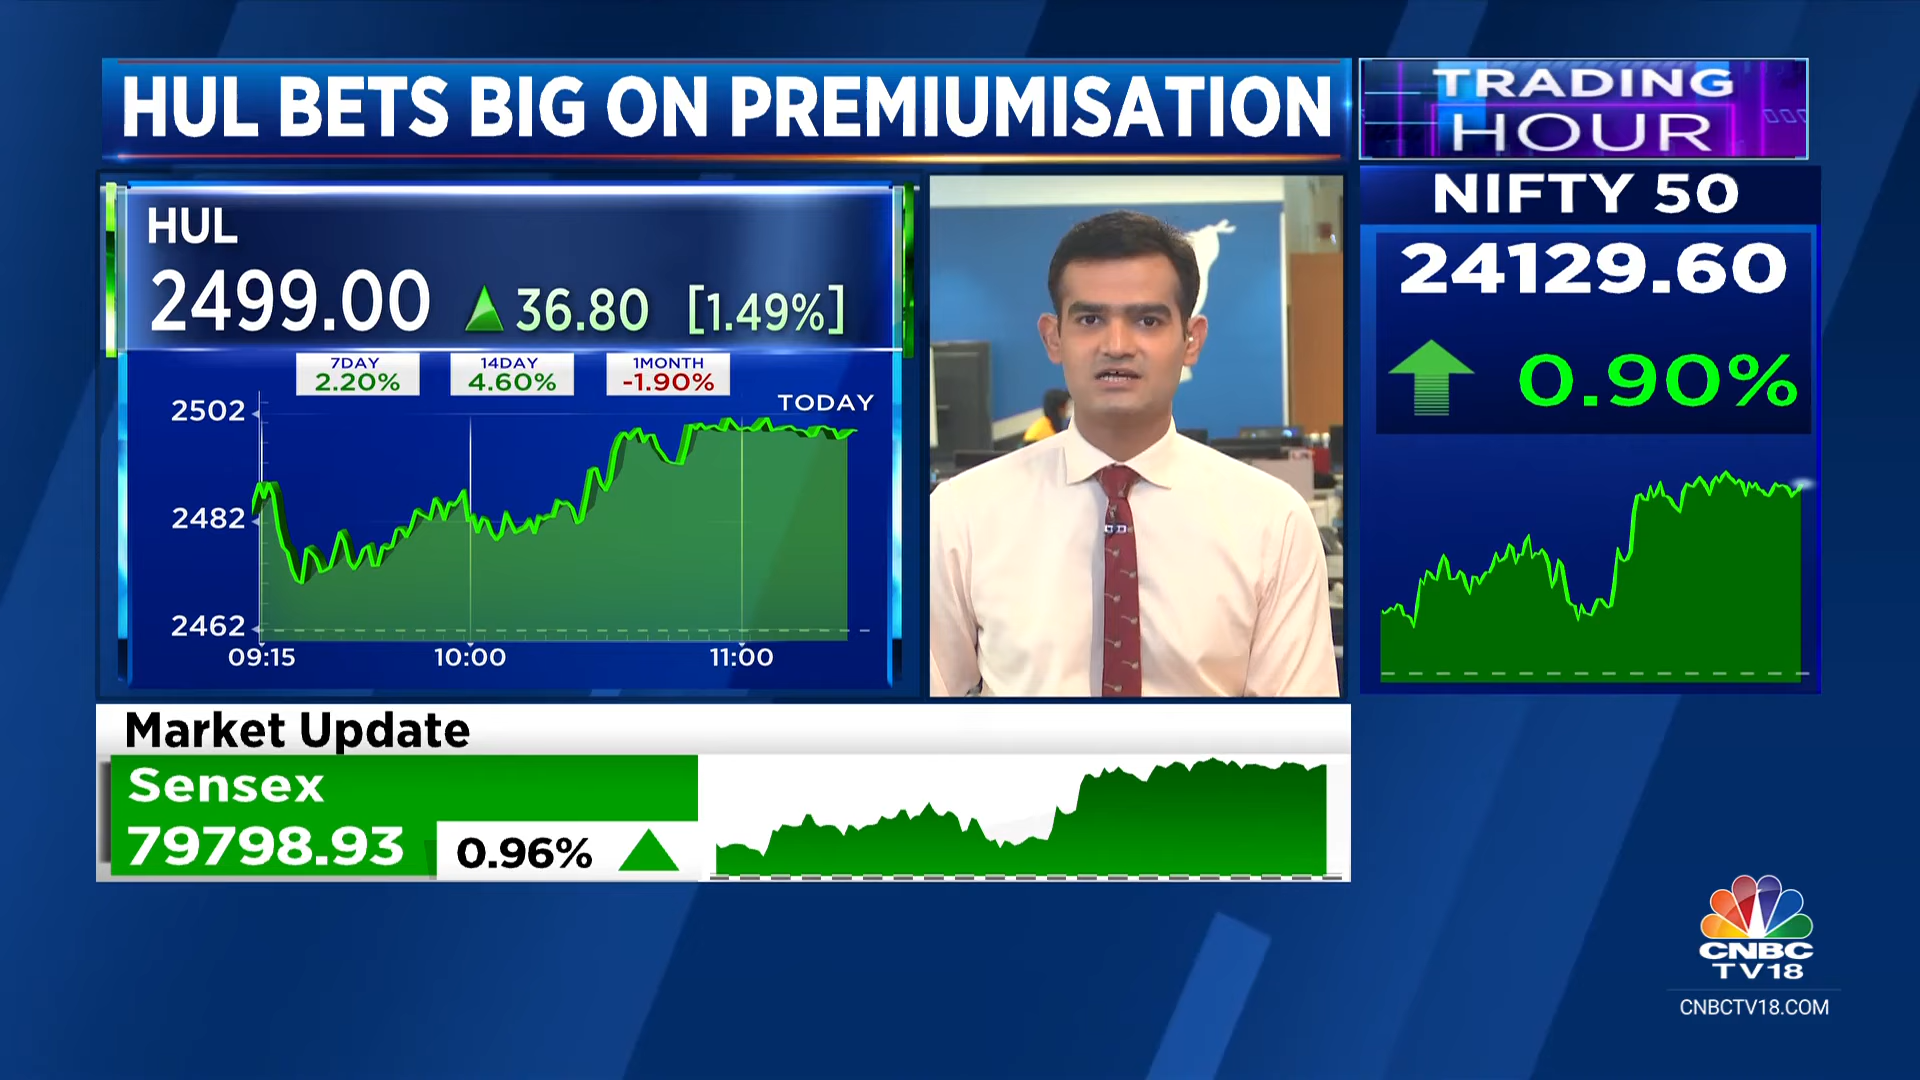 HUL BETS BIG ON PREMIUMISATION
TRADING
HOUR
HUL
2499.00 ▲ 36.80 [1.49%]
7DAY
2.20%
14DAY
4.60%
1MONTH
-1.90%
TODAY
2502
2482
2462
09:15 10:00 11:00
NIFTY 50
24129.60
0.90%
Market Update
Sensex
79798.93 0.96%
CNBC
TV18
CNBCTV18.COM